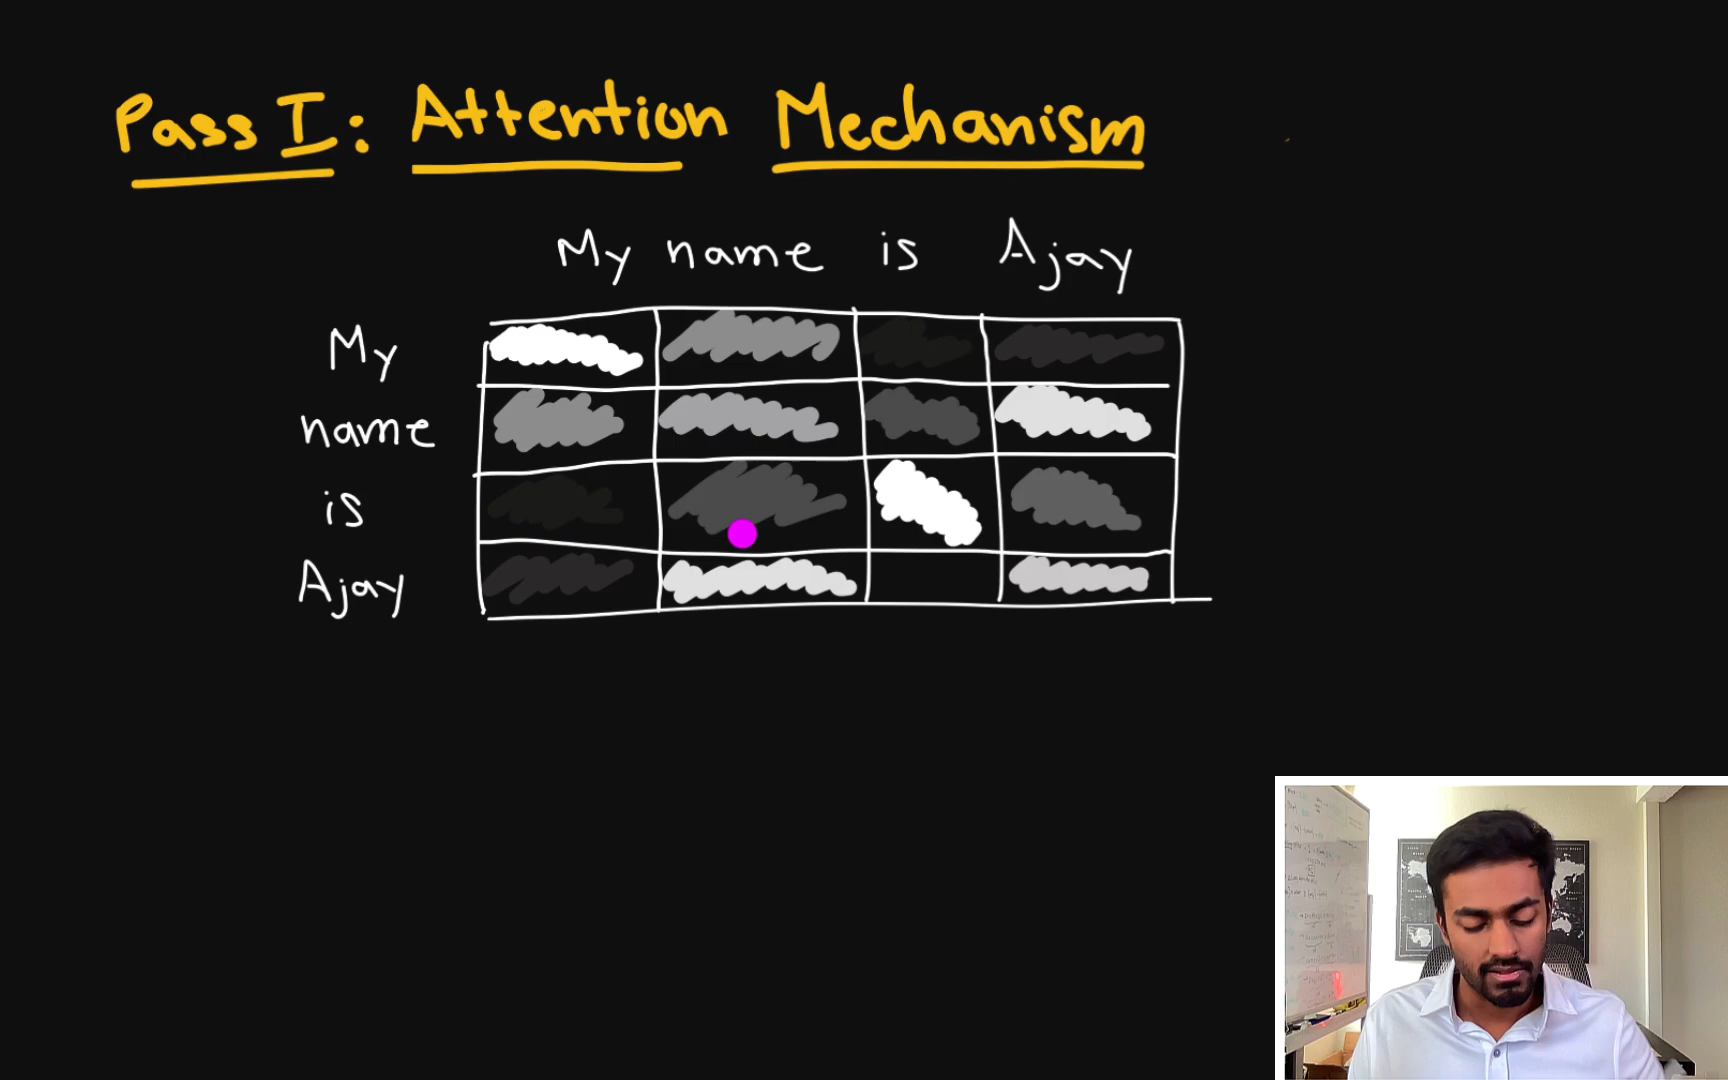 Pass I: Attention Mechanism
My name is Ajay
My
name
is
Ajay